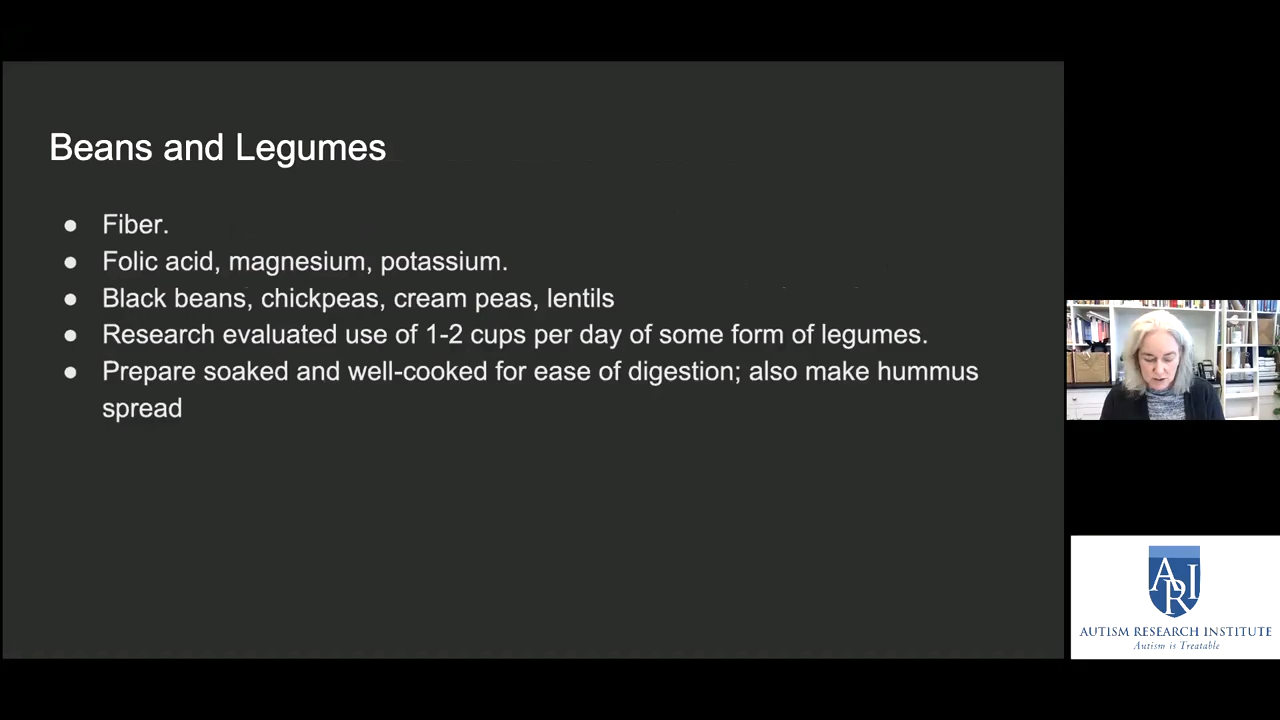 Beans and Legumes
● Fiber.
● Folic acid, magnesium, potassium.
● Black beans, chickpeas, cream peas, lentils
● Research evaluated use of 1-2 cups per day of some form of legumes.
● Prepare soaked and well-cooked for ease of digestion; also make hummus
spread
ARI
AUTISM RESEARCH INSTITUTE
Autism is Treatable